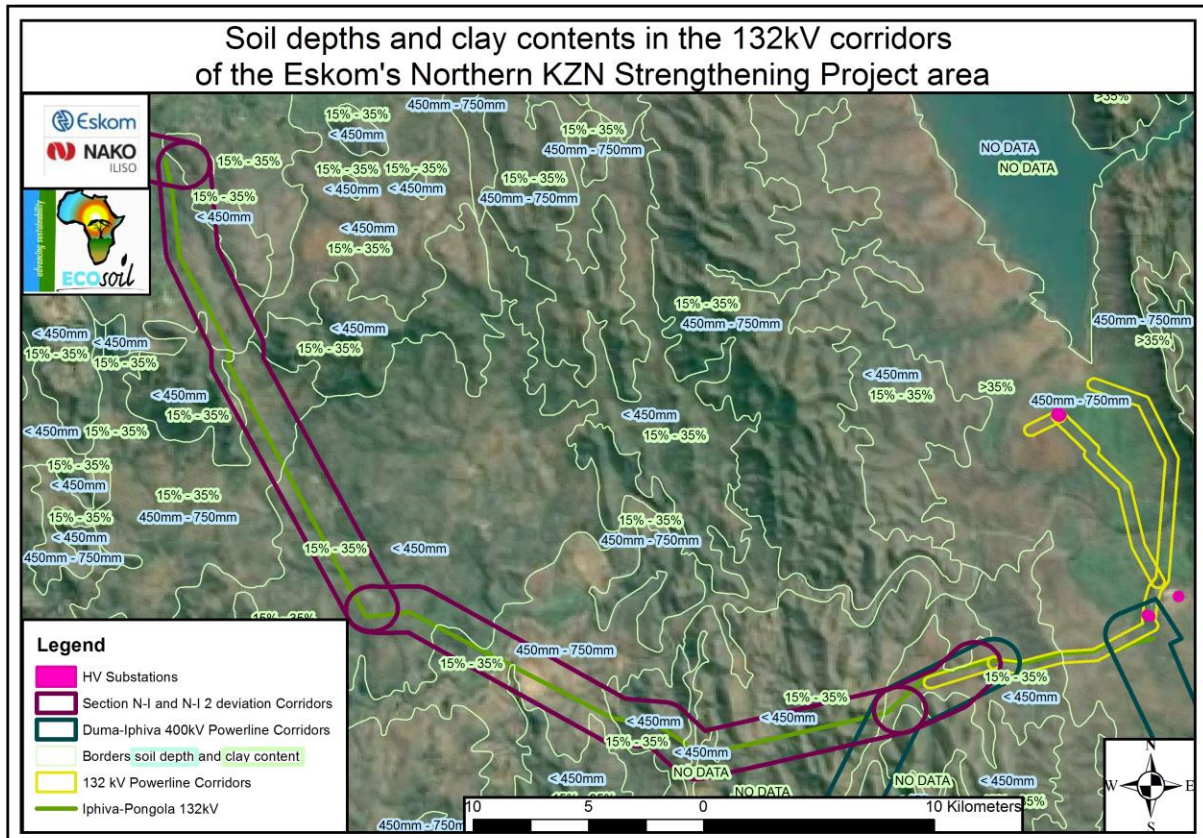 Soil depths and clay contents in the 132kV corridors
of the Eskom's Northern KZN Strengthening Project area
Eskom
NAKO
ILISO
advancing sustainability
ECOsoil
450mm - 750mm
>35%
15% - 35%
< 450mm
15% - 35%
450mm - 750mm
NO DATA
NO DATA
15% - 35%
15% - 35%
15% - 35%
< 450mm
< 450mm
15% - 35%
450mm - 750mm
15% - 35%
< 450mm
< 450mm
15% - 35%
15% - 35%
450mm - 750mm
450mm - 750mm
>35%
< 450mm
15% - 35%
< 450mm
15% - 35%
< 450mm
15% - 35%
< 450mm
15% - 35%
< 450mm
15% - 35%
>35%
450mm - 750mm
< 450mm
15% - 35%
< 450mm
15% - 35%
15% - 35%
< 450mm
15% - 35%
450mm - 750mm
15% - 35%
< 450mm
450mm - 750mm
15% - 35%
450mm - 750mm
15% - 35%
< 450mm
15% - 35%
450mm - 750mm
15% - 35%
15% - 35%
< 450mm
15% - 35%
< 450mm
< 450mm
15% - 35%
< 450mm
NO DATA
< 450mm
NO DATA
NO DATA
< 450mm
Legend
HV Substations
Section N-I and N-I 2 deviation Corridors
Duma-Iphiva 400kV Powerline Corridors
Borders soil depth and clay content
132 kV Powerline Corridors
Iphiva-Pongola 132kV
10 5 0 10 Kilometers
N
W E
S